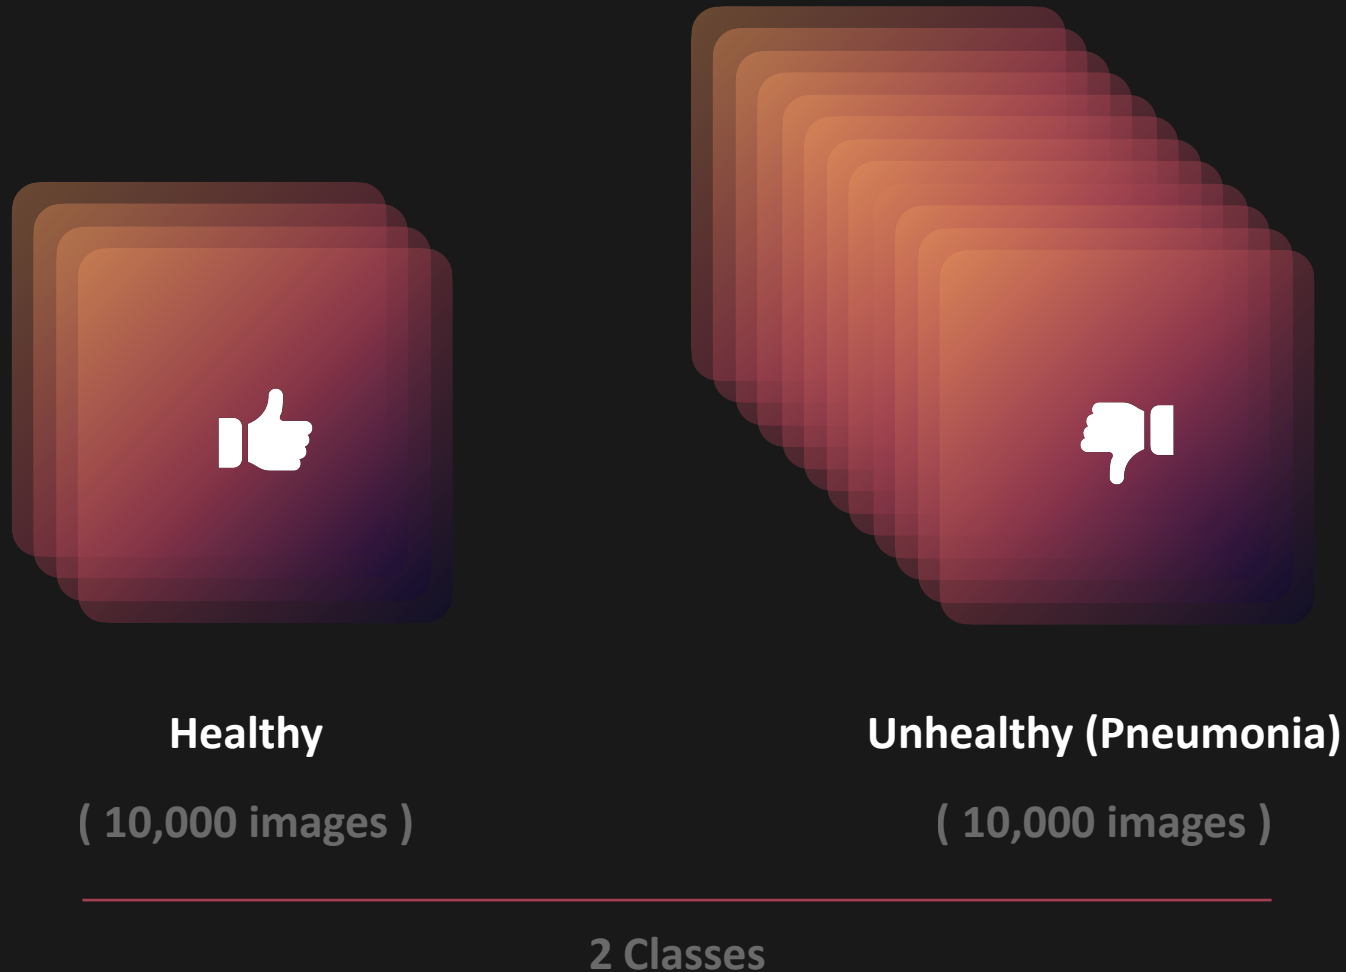 Healthy
Unhealthy (Pneumonia)
( 10,000 images )
( 10,000 images )
2 Classes